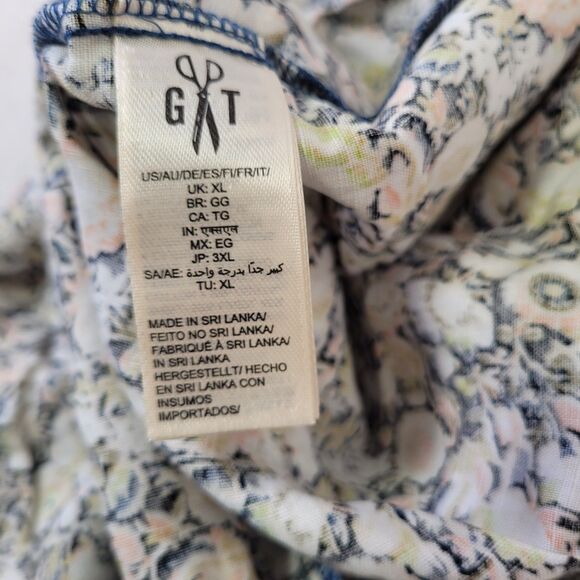 G T
US/AU/DE/ES/FI/FR/IT/
UK: XL
BR: GG
CA: TG
IN: एक्सएल
MX: EG
JP: 3XL
SA/AE: كبير جدًا بدرجة واحدة
TU: XL
MADE IN SRI LANKA/
FEITO NO SRI LANKA/
FABRIQUÉ À SRI LANKA/
IN SRI LANKA
HERGESTELLT/ HECHO
EN SRI LANKA CON
INSUMOS
IMPORTADOS/